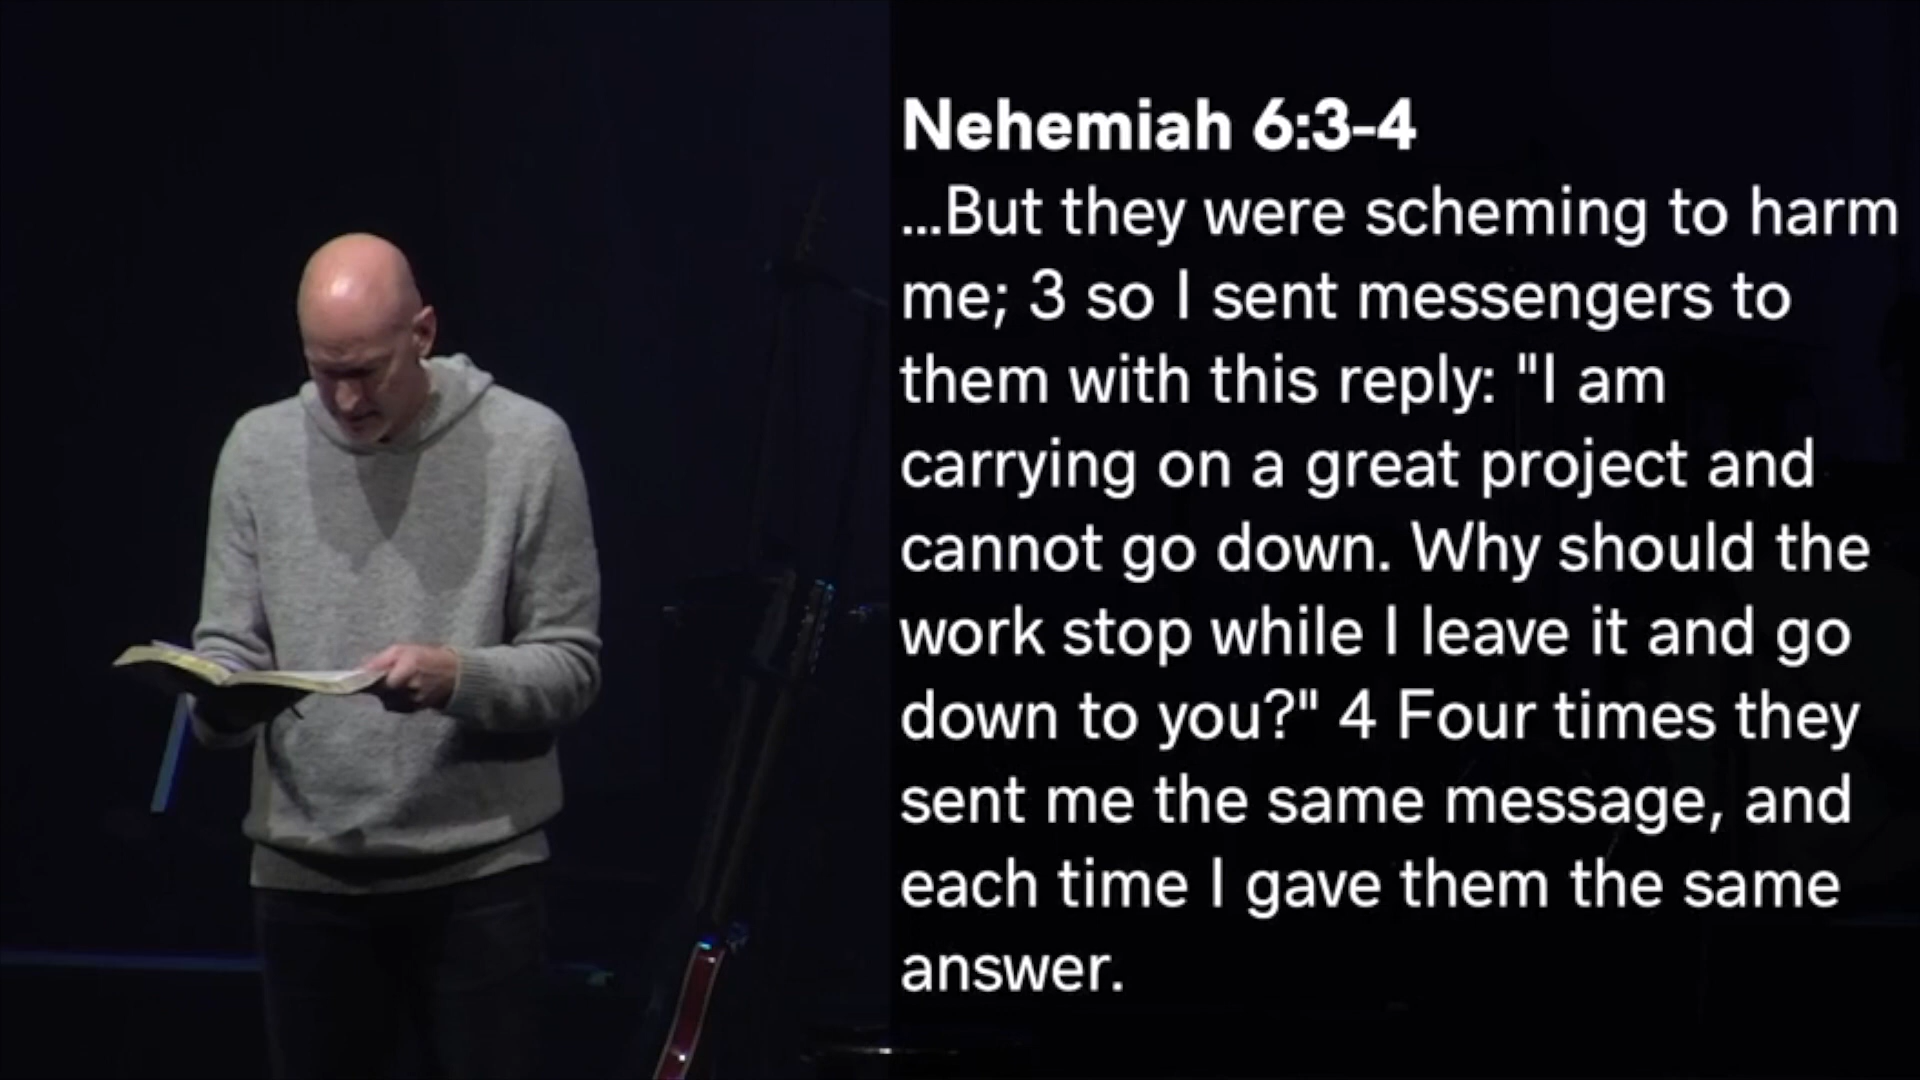 Nehemiah 6:3-4
...But they were scheming to harm
me; 3 so I sent messengers to
them with this reply: "I am
carrying on a great project and
cannot go down. Why should the
work stop while I leave it and go
down to you?" 4 Four times they
sent me the same message, and
each time I gave them the same
answer.